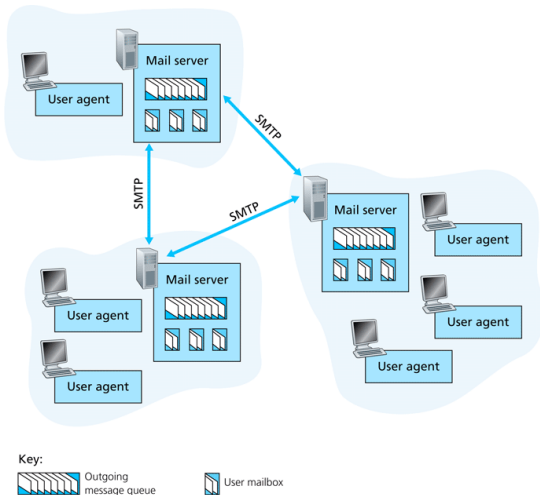 Mail server
User agent
SMTP
SMTP
SMTP
Mail server
User agent
Mail server
User agent
User agent
User agent
User agent
Key:
Outgoing
message queue
User mailbox